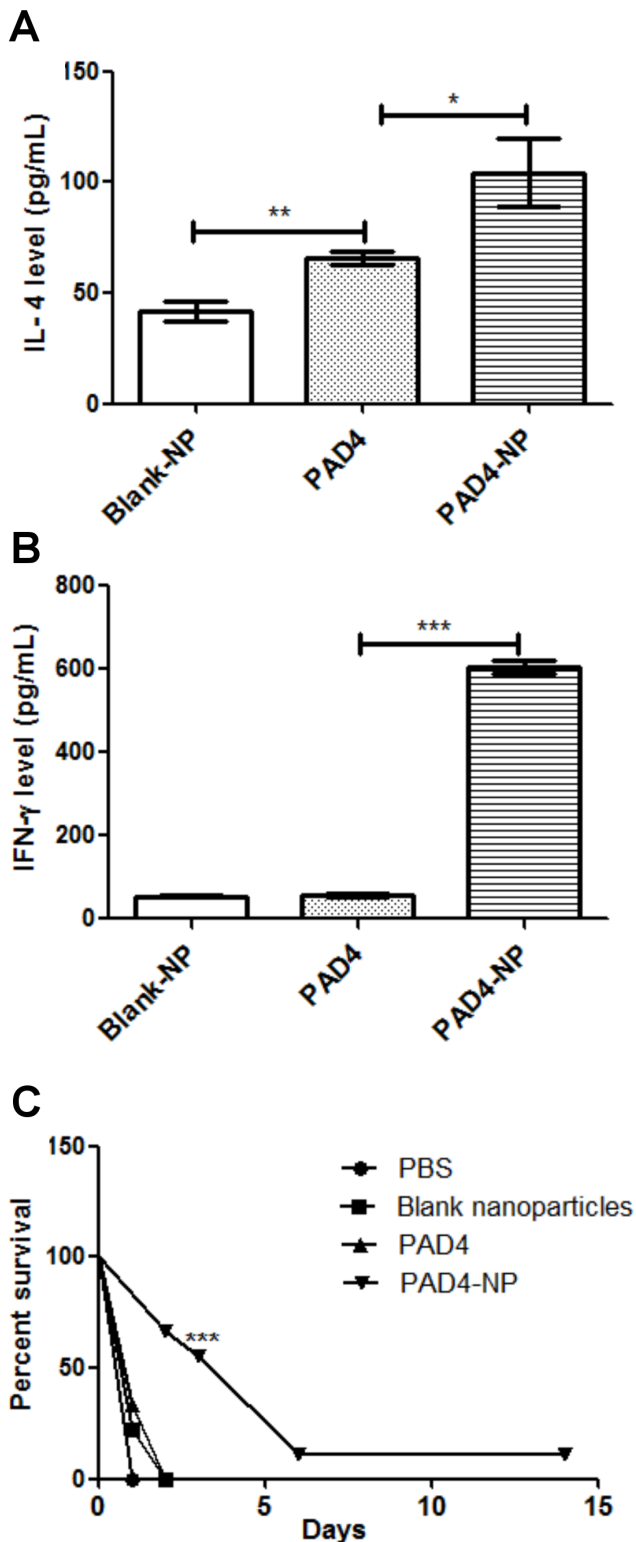 A
150
100
50
0
IL-4 level (pg/mL)
**
*
Blank-NP
PAD4
PAD4-NP
B
800
600
400
200
0
IFN-γ level (pg/mL)
***
Blank-NP
PAD4
PAD4-NP
C
150
100
50
0
Percent survival
PBS
Blank nanoparticles
PAD4
PAD4-NP
***
0 5 10 15
Days